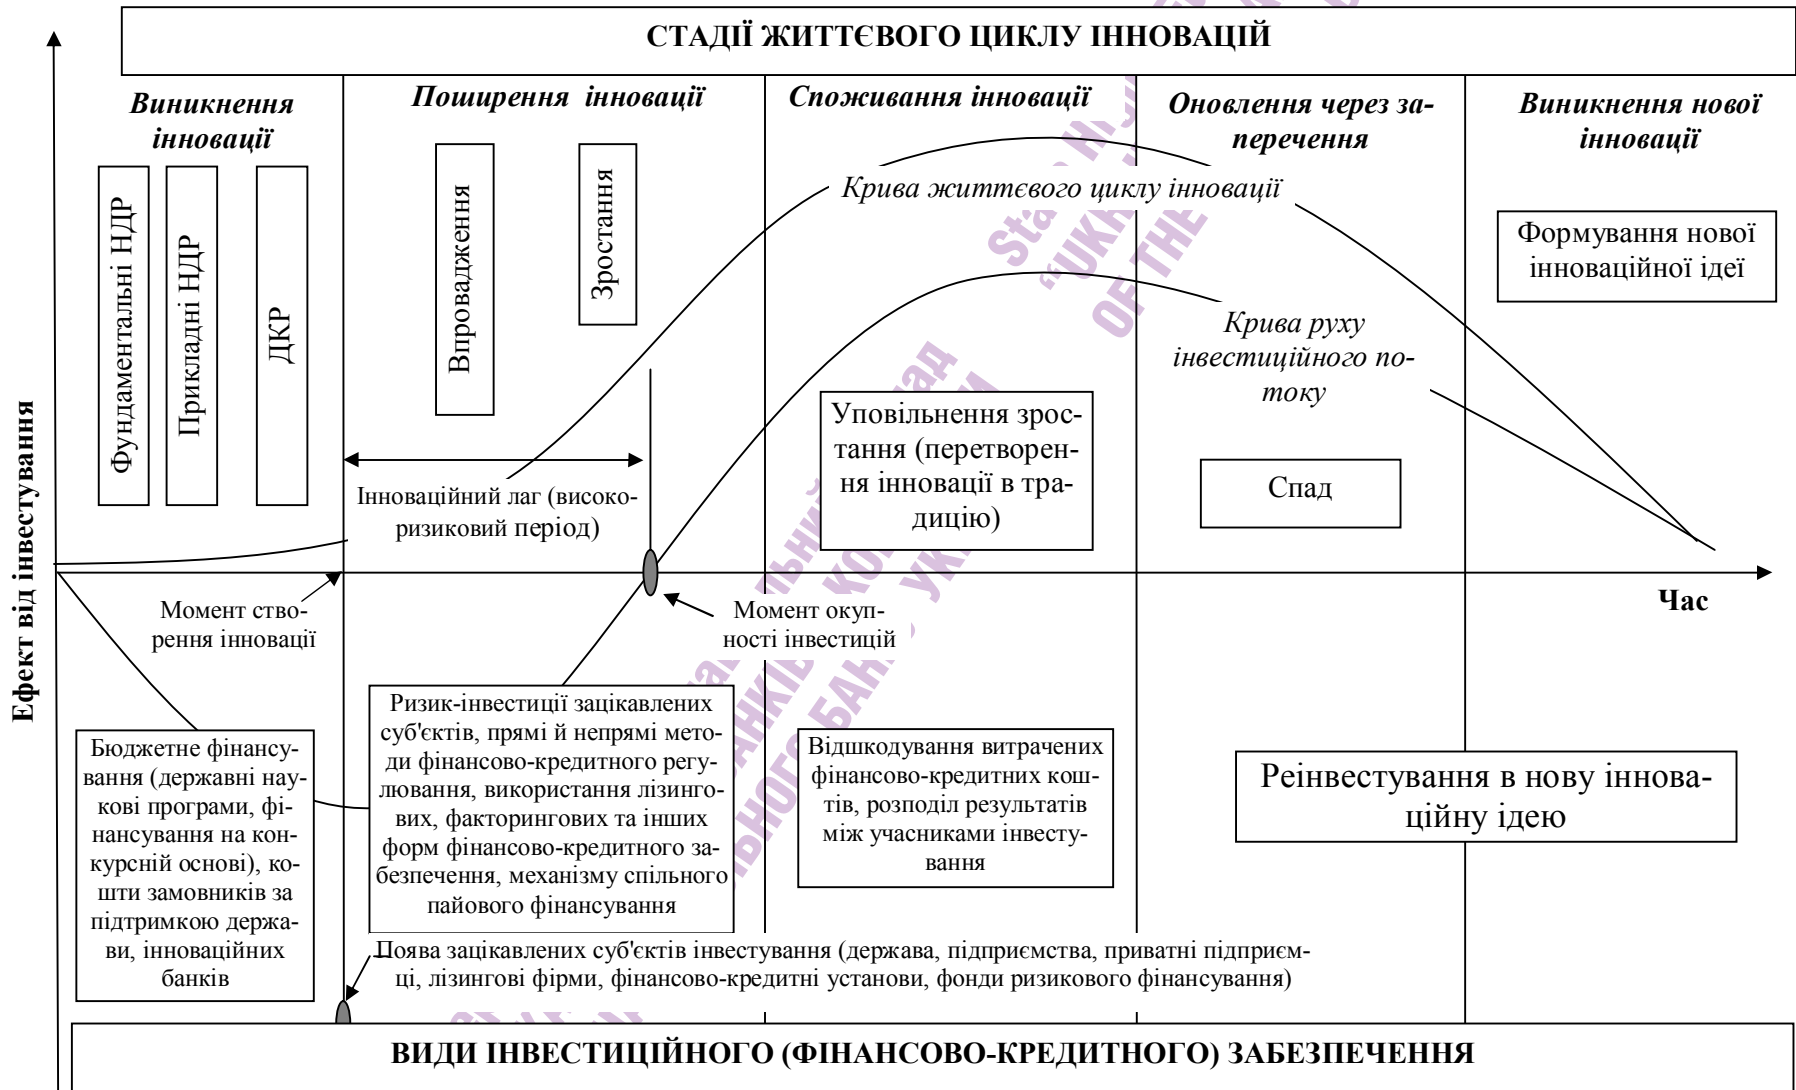 СТАДІЇ ЖИТТЄВОГО ЦИКЛУ ІННОВАЦІЙ
Виникнення
інновації
Поширення інновації
Споживання інновації
Оновлення через за-
перечення
Виникнення нової
інновації
Фундаментальні НДР
Прикладні НДР
ДКР
Впровадження
Зростання
Крива життєвого циклу інновації
Формування нової
інноваційної ідеї
Крива руху
інвестиційного по-
току
Уповільнення зрос-
тання (перетворен-
ня інновації в тра-
дицію)
Спад
Інноваційний лаг (високо-
ризиковий період)
Ефект від інвестування
Час
Момент ство-
рення інновації
Момент окуп-
ності інвестицій
Бюджетне фінансу-
вання (державні нау-
кові програми, фі-
нансування на кон-
курсній основі), ко-
шти замовників за
підтримкою держа-
ви, інноваційних
банків
Ризик-інвестиції зацікавлених
суб'єктів, прямі й непрямі мето-
ди фінансово-кредитного регу-
лювання, використання лізинго-
вих, факторингових та інших
форм фінансово-кредитного за-
безпечення, механізму спільного
пайового фінансування
Відшкодування витрачених
фінансово-кредитних кош-
тів, розподіл результатів
між учасниками інвесту-
вання
Реінвестування в нову іннова-
ційну ідею
Поява зацікавлених суб'єктів інвестування (держава, підприємства, приватні підприєм-
ці, лізингові фірми, фінансово-кредитні установи, фонди ризикового фінансування)
ВИДИ ІНВЕСТИЦІЙНОГО (ФІНАНСОВО-КРЕДИТНОГО) ЗАБЕЗПЕЧЕННЯ
OF THE